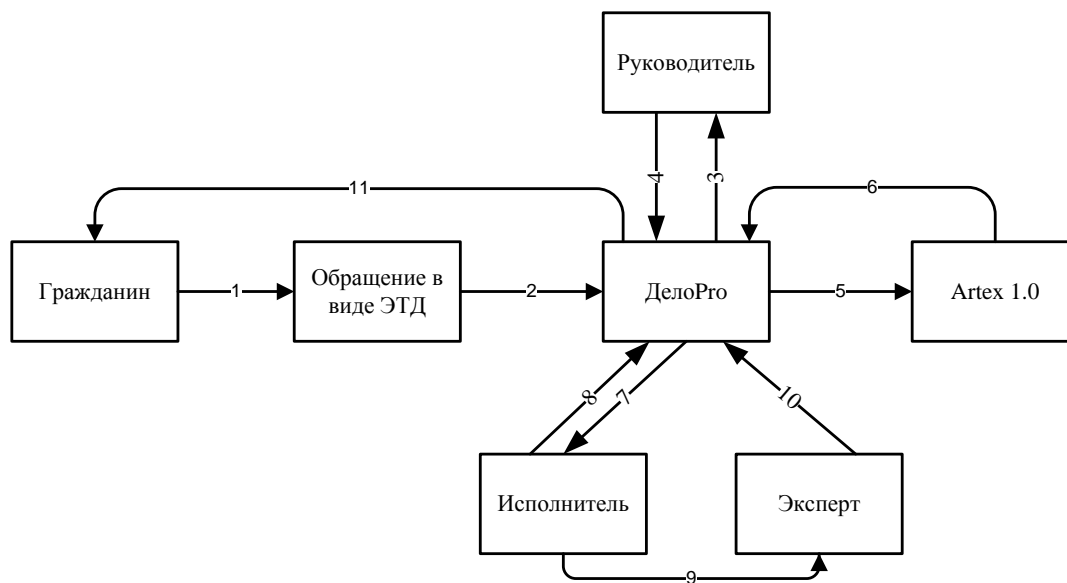 Руководитель
4
3
11
6
Гражданин
1
Обращение в
виде ЭТД
2
ДелоPro
5
Artex 1.0
8
7
10
Исполнитель
Эксперт
9